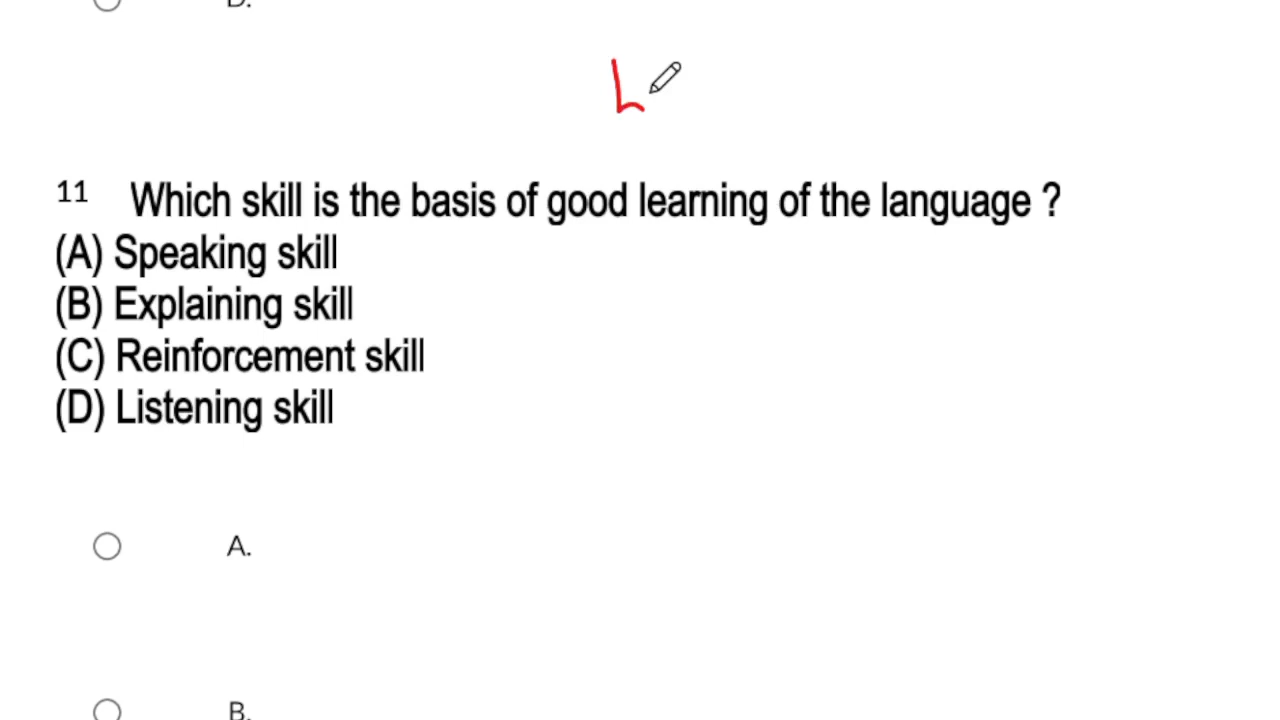 D.
L
11 Which skill is the basis of good learning of the language ?
(A) Speaking skill
(B) Explaining skill
(C) Reinforcement skill
(D) Listening skill
A.
B.